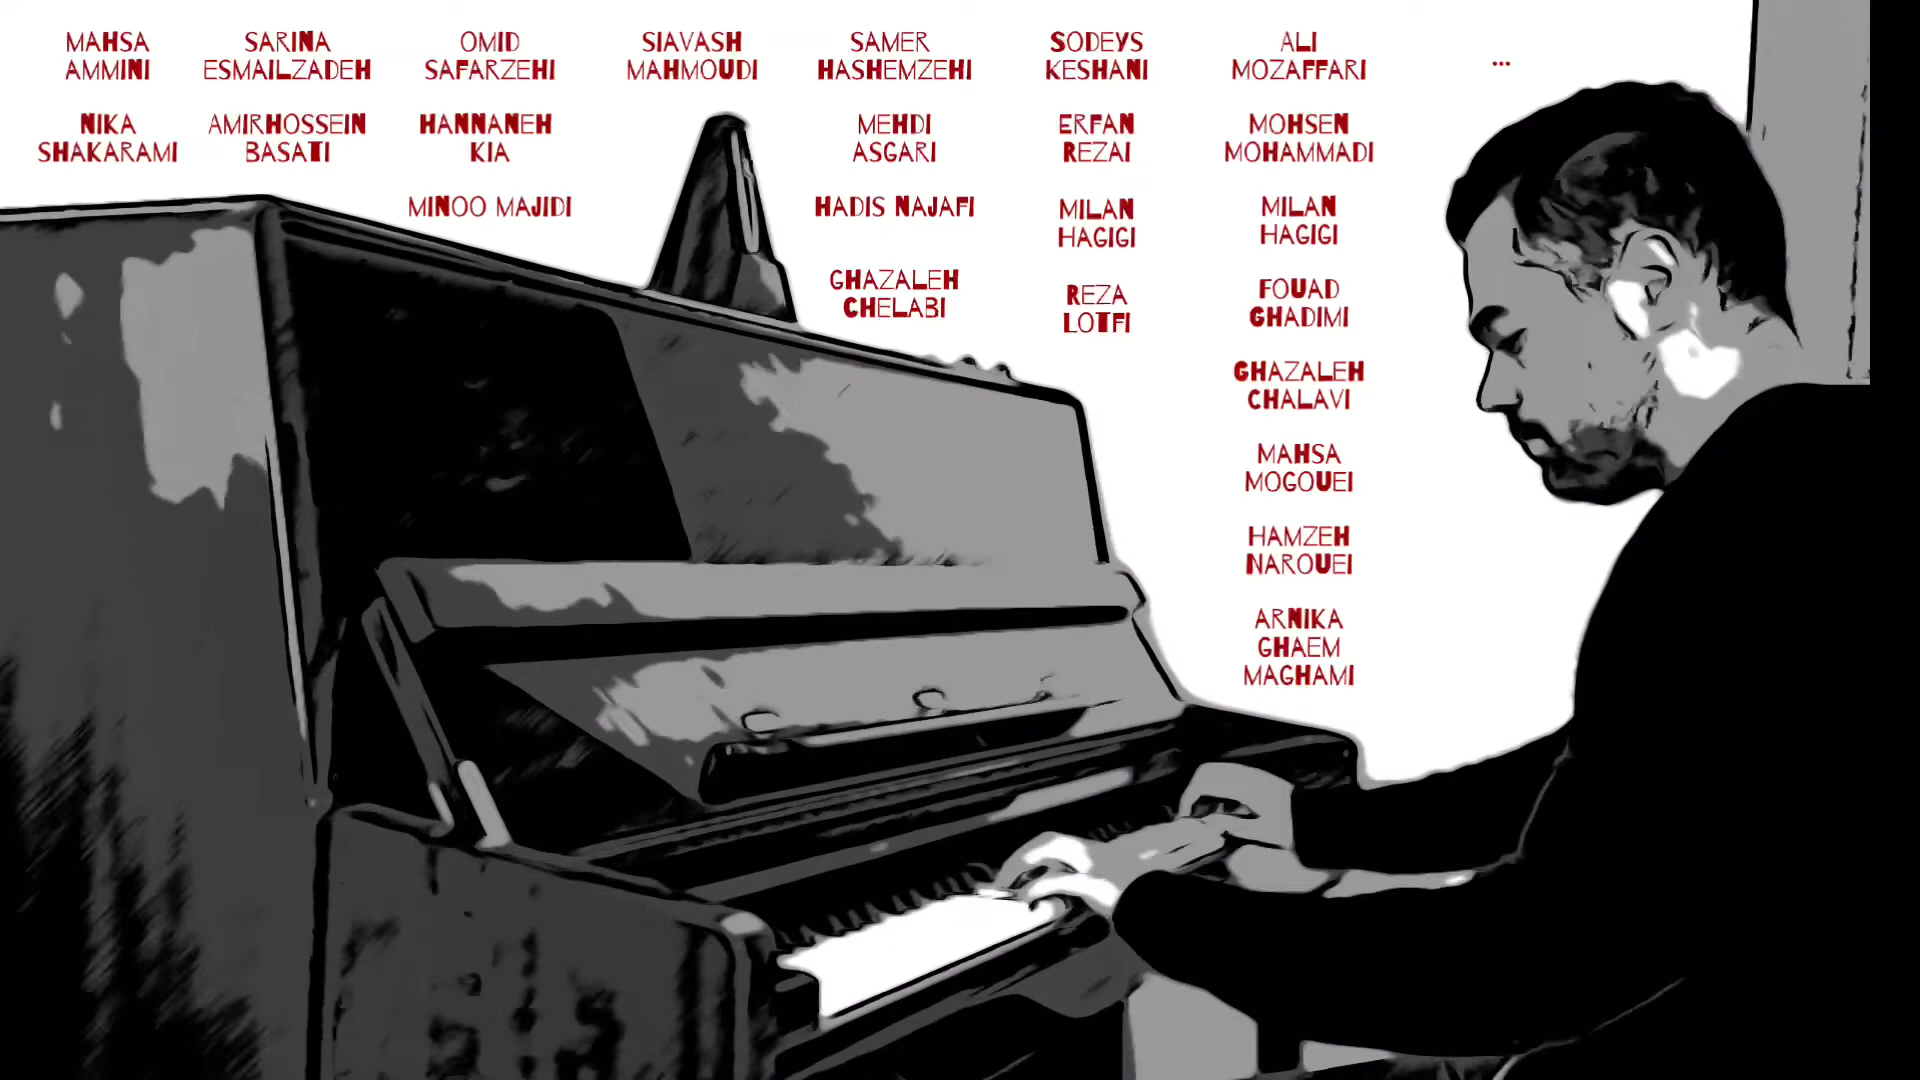 MAHSA
AMMINI
NIKA
SHAKARAMI
SARINA
ESMAILZADEH
AMIRHOSSEIN
BASATI
OMID
SAFARZEHI
HANNANEH
KIA
MINOO MAJIDI
SIAVASH
MAHMOUDI
SAMER
HASHEMZEHI
MEHDI
ASGARI
HADIS NAJAFI
GHAZALEH
CHELABI
SODEYS
KESHANI
ERFAN
REZAI
MILAN
HAGIGI
REZA
LOTFI
ALI
MOZAFFARI
MOHSEN
MOHAMMADI
MILAN
HAGIGI
FOUAD
GHADIMI
GHAZALEH
CHALAVI
MAHSA
MOGOUEI
HAMZEH
NAROUEI
ARNIKA
GHAEM
MAGHAMI
...